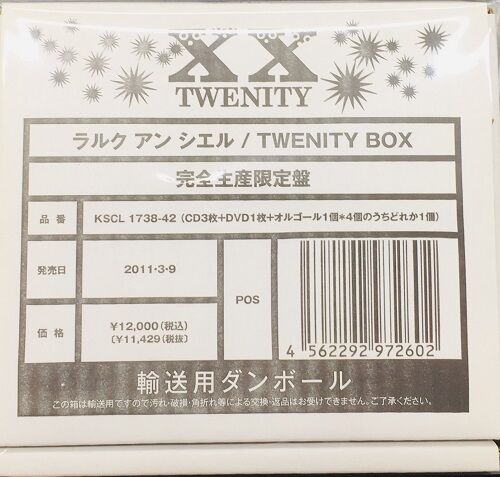 XX
TWENITY
ラルク アン シエル / TWENITY BOX
完全生産限定盤
品番 KSCL 1738-42 (CD3枚+DVD1枚+オルゴール1個*4個のうちどれか1個)
発売日 2011・3・9
POS
価格 ¥12,000(税込)
〔¥11,429(税抜)
4 562292 972602
輸送用ダンボール
この箱は輸送用ですので汚れ・破損・角折れ等による交換・返品はお受けできません。ご了承ください。